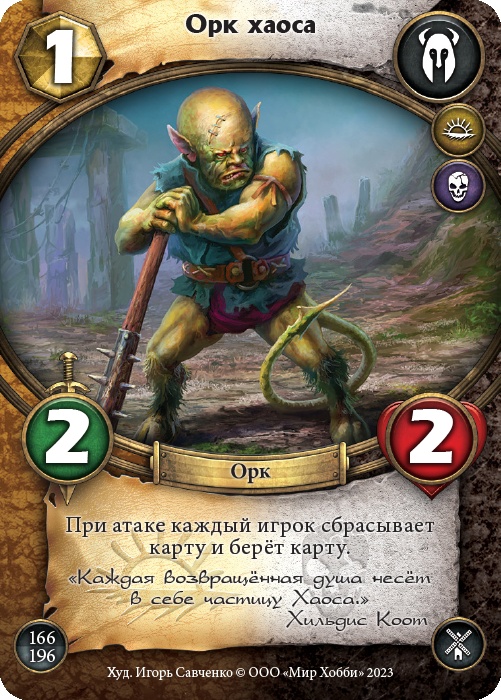 1
Орк хаоса
2
2
Орк
При атаке каждый игрок сбрасывает
карту и берёт карту.
«Каждая возвращённая душа несёт
в себе частицу Хаоса.»
Хильдис Коот
166
196
Худ. Игорь Савченко © ООО «Мир Хобби» 2023